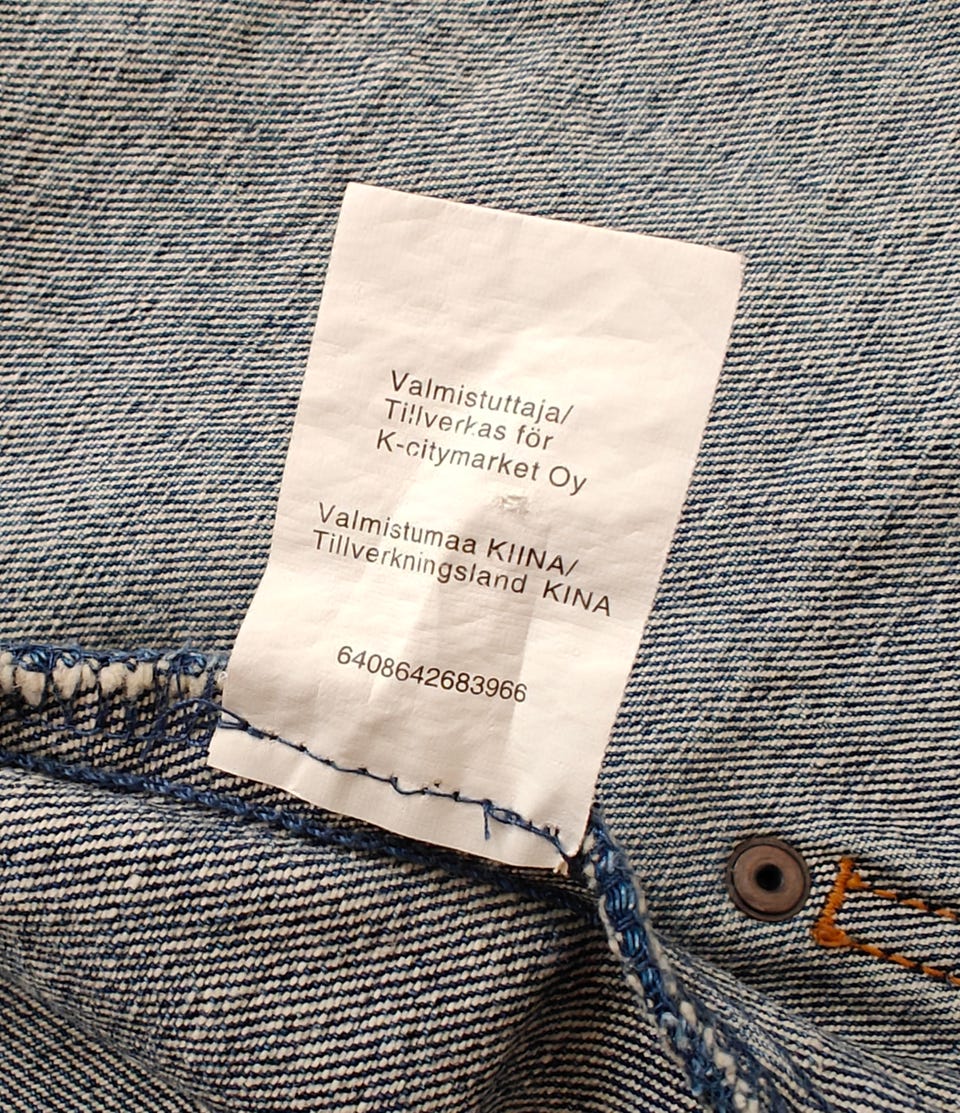 Valmistuttaja/
Tillverkas för
K-citymarket Oy
Valmistumaa KIINA/
Tillverkningsland KINA
6408642683966